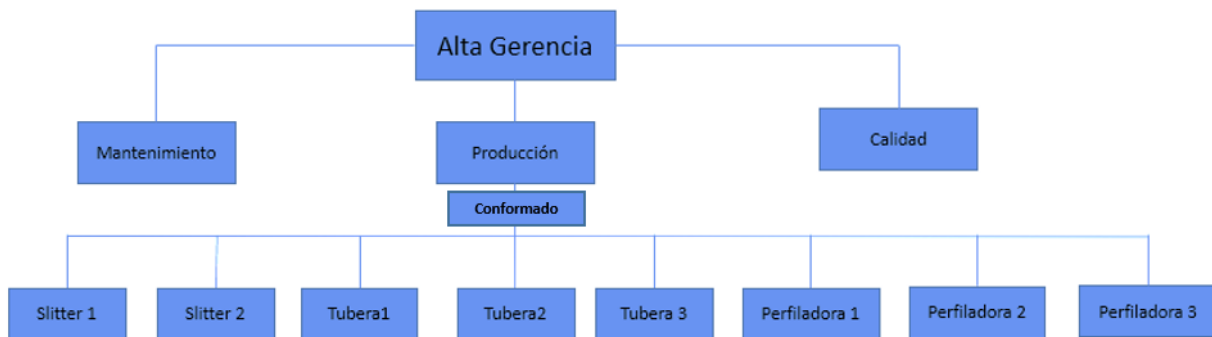 Alta Gerencia
Mantenimiento
Producción
Calidad
Conformado
Slitter 1
Slitter 2
Tubera1
Tubera2
Tubera 3
Perfiladora 1
Perfiladora 2
Perfiladora 3